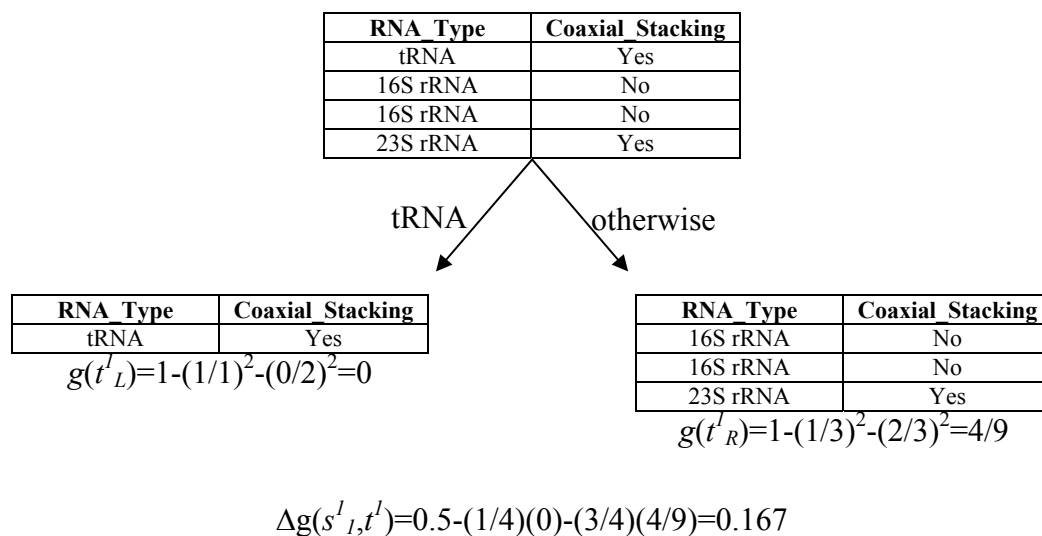 RNA_Type Coaxial_Stacking
tRNA Yes
16S rRNA No
16S rRNA No
23S rRNA Yes
tRNA otherwise
RNA_Type Coaxial_Stacking
tRNA Yes
g(t¹_L)=1-(1/1)²-(0/2)²=0
RNA_Type Coaxial_Stacking
16S rRNA No
16S rRNA No
23S rRNA Yes
g(t¹_R)=1-(1/3)²-(2/3)²=4/9
Δg(s¹_1,t¹)=0.5-(1/4)(0)-(3/4)(4/9)=0.167